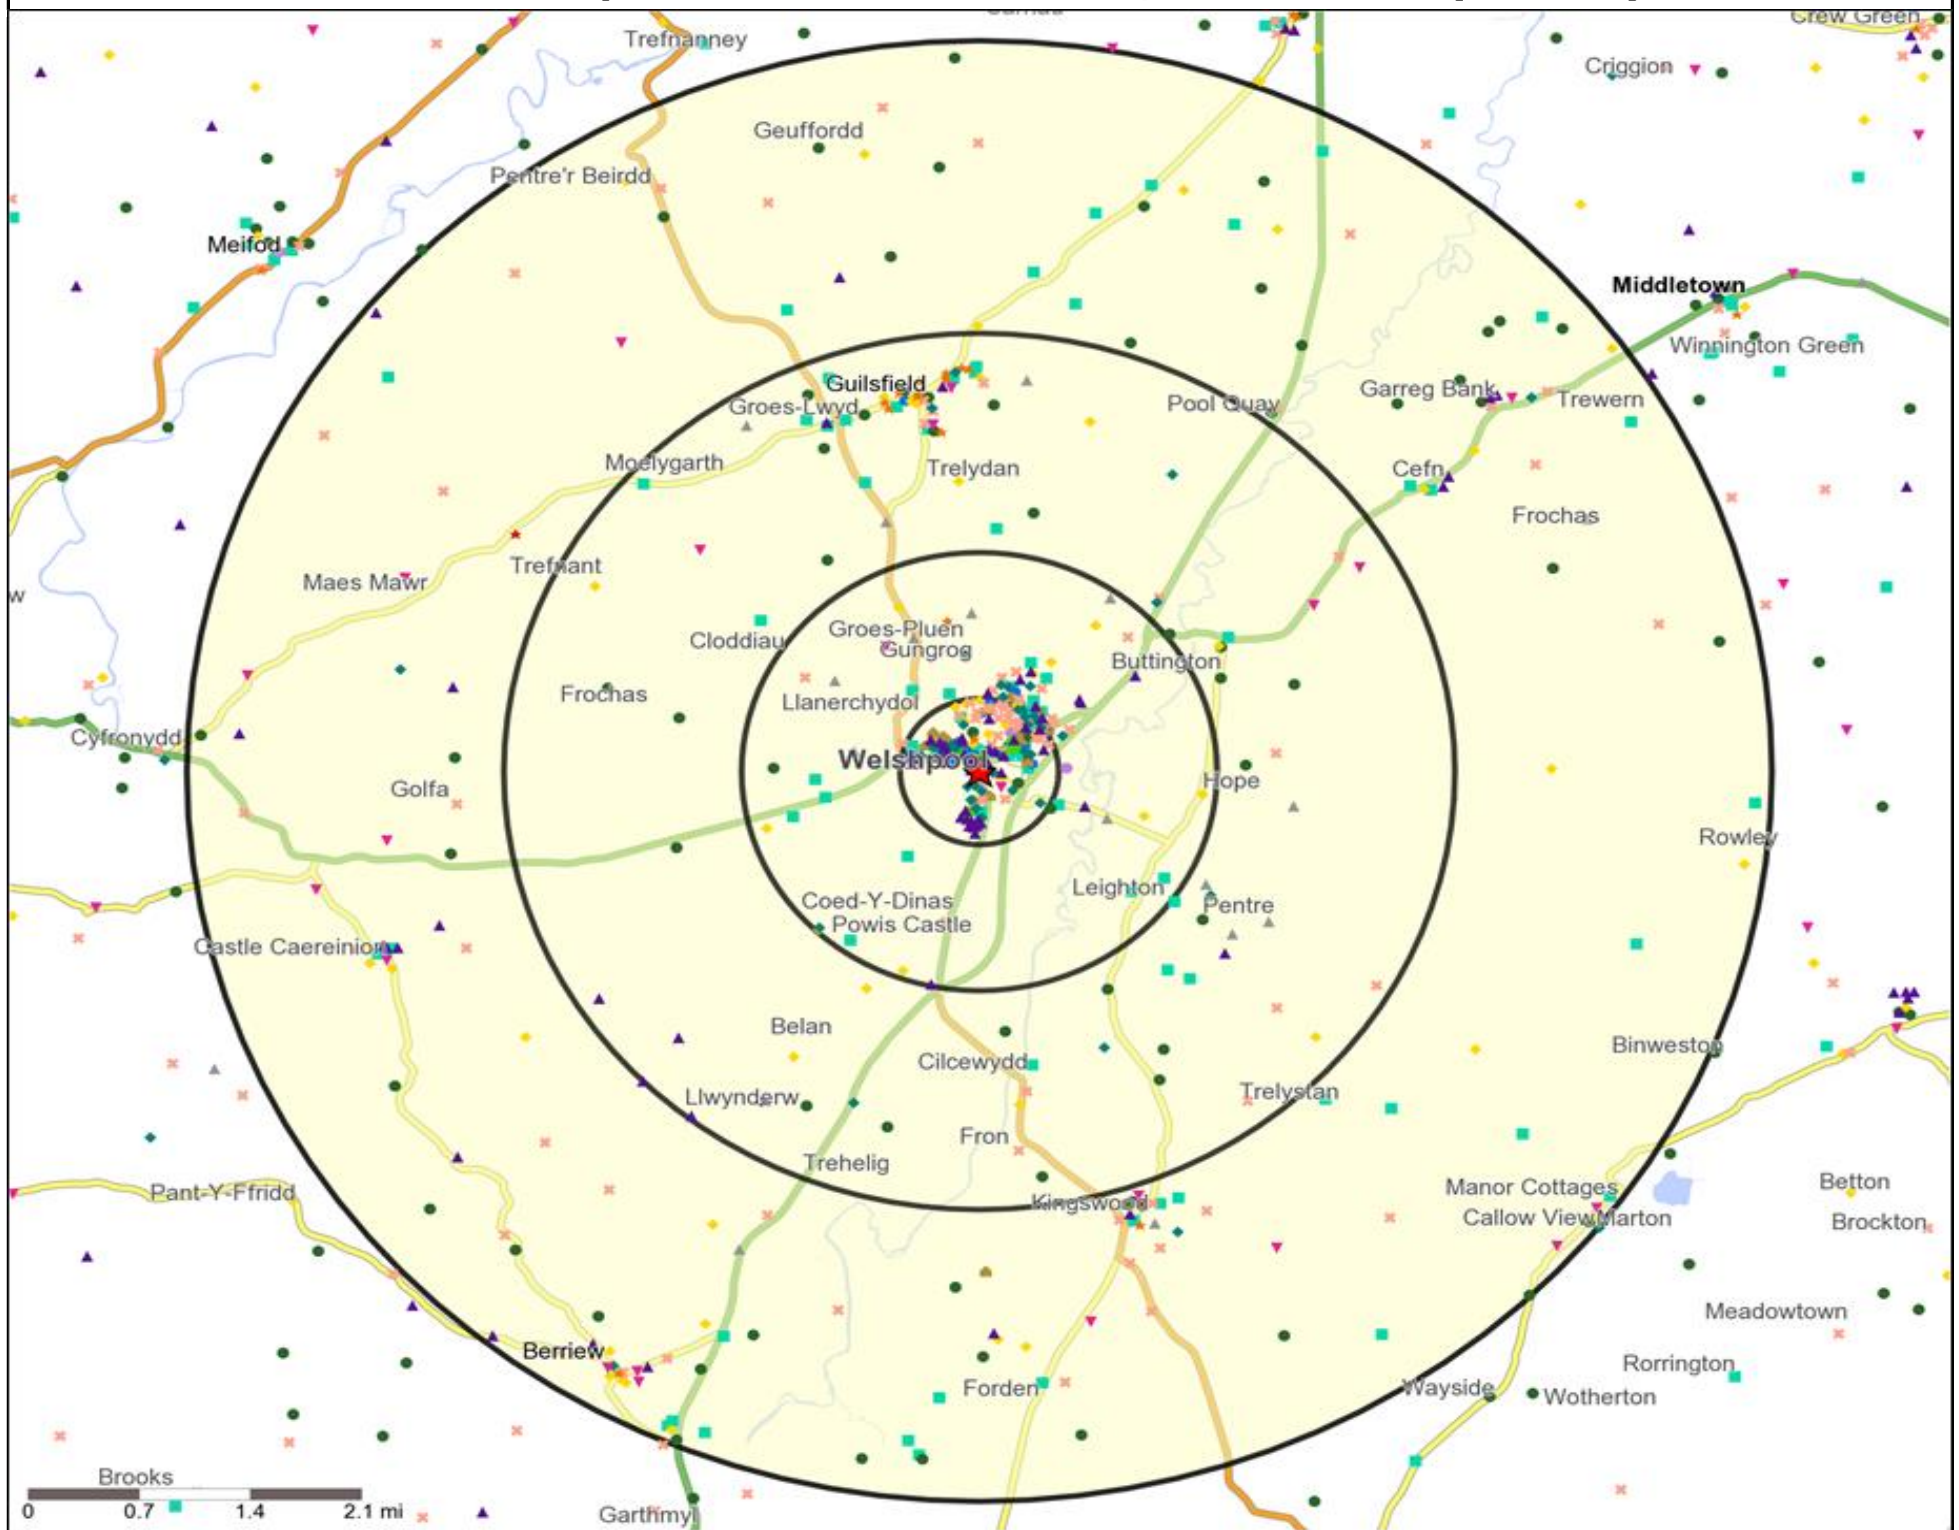 Crew Green
Trefnanney
Criggion
Geuffordd
Pentre'r Beirdd
Meifod
Middletown
Winnington Green
Guilsfield
Garreg Bank
Groes-Lwyd
Pool Quay
Trewern
Moelygarth
Trelydan
Cefn
Frochas
Trefnant
Maes Mawr
w
Groes-Pluen
Cloddiau
Gungrog
Buttington
Frochas
Llanerchydol
Cyfronydd
Welshpool
Golfa
Hope
Rowley
Leighton
Coed-Y-Dinas
Pentre
Powis Castle
Castle Caereinion
Belan
Binweston
Cilcewydd
Llwynderw
Trelystan
Fron
Trehelig
Betton
Manor Cottages
Pant-Y-Ffridd
Kingswood
Callow View
Marton
Brockton
Meadowtown
Berriew
Rorrington
Forden
Wayside
Wotherton
Brooks
0 0.7 1.4 2.1 mi
Garthmyl